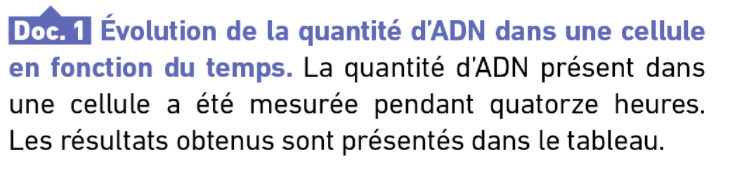 Doc. 1 Évolution de la quantité d'ADN dans une cellule
en fonction du temps. La quantité d'ADN présent dans
une cellule a été mesurée pendant quatorze heures.
Les résultats obtenus sont présentés dans le tableau.